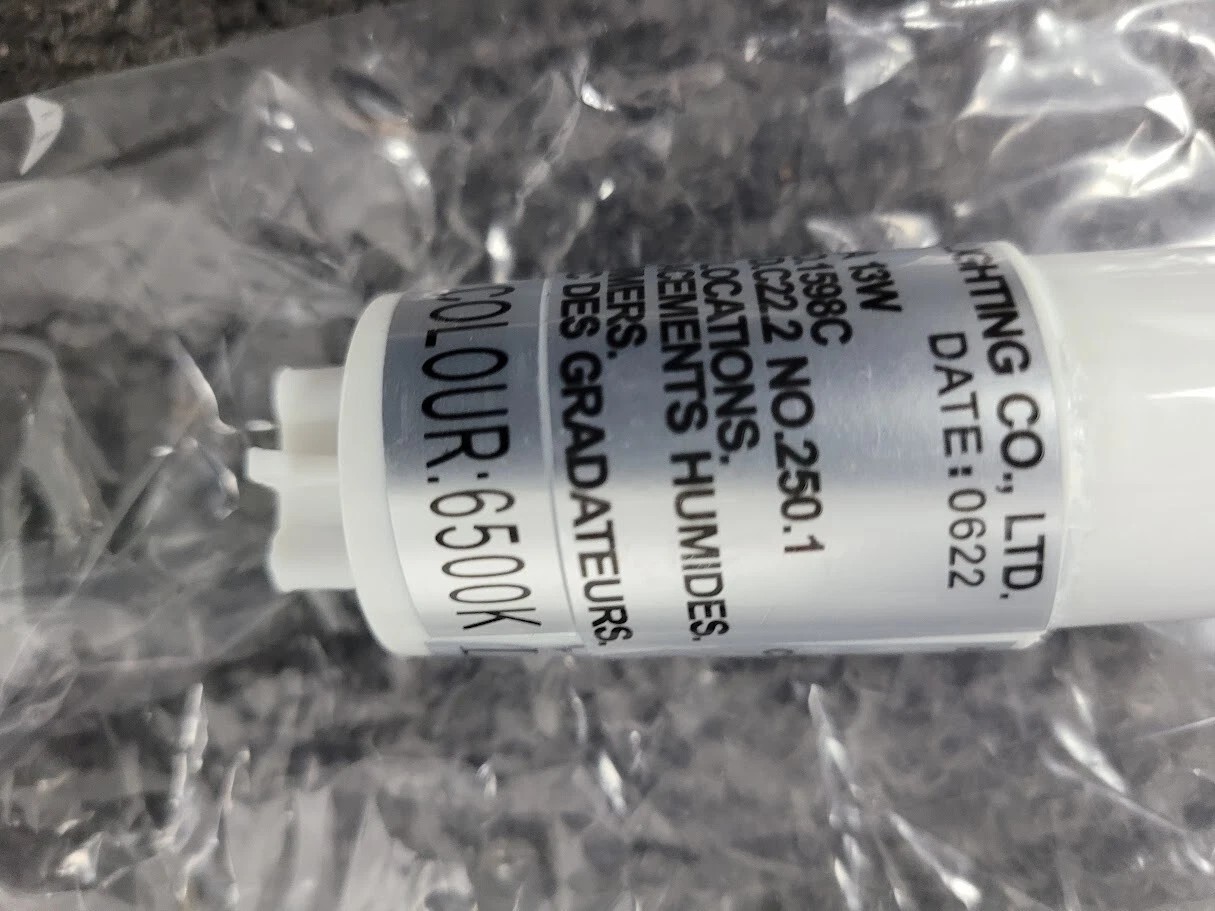 LIGHTING CO., LTD.
DATE:0622
13W
1598C
C22.2 NO.250.1
LOCATIONS.
CEMENTS HUMIDES.
MERS.
DES GRADATEURS.
COLOUR:6500K